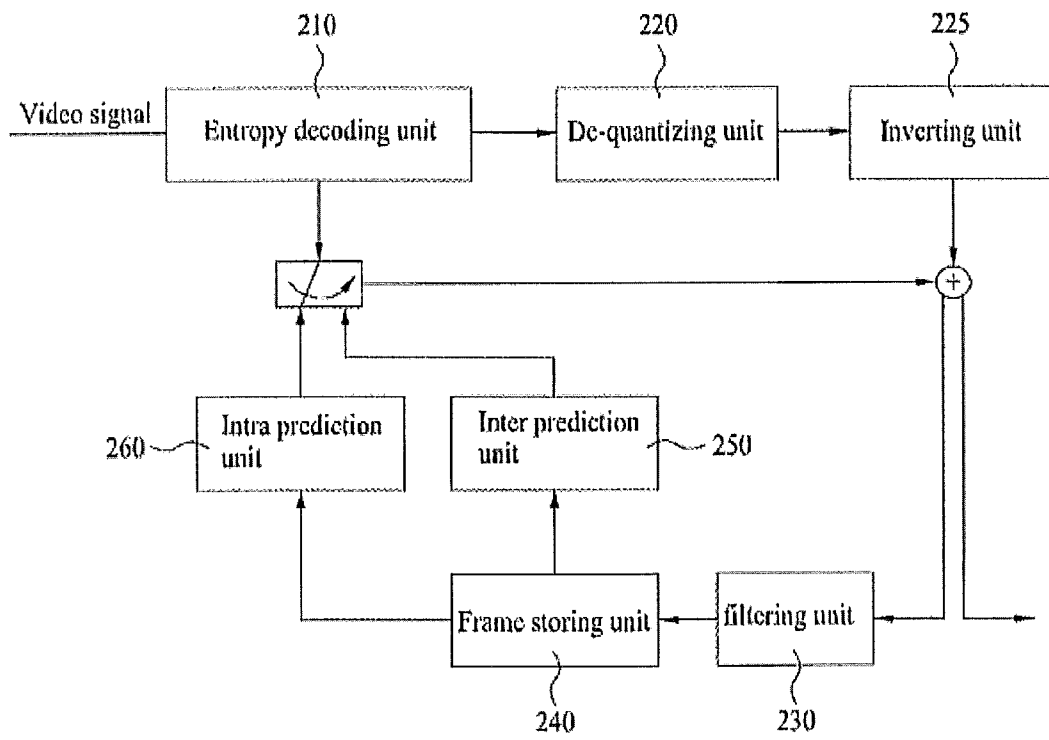 210
220
225
Video signal
Entropy decoding unit
De-quantizing unit
Inverting unit
+
Intra prediction
unit
260
Inter prediction
unit
250
Frame storing unit
filtering unit
240
230